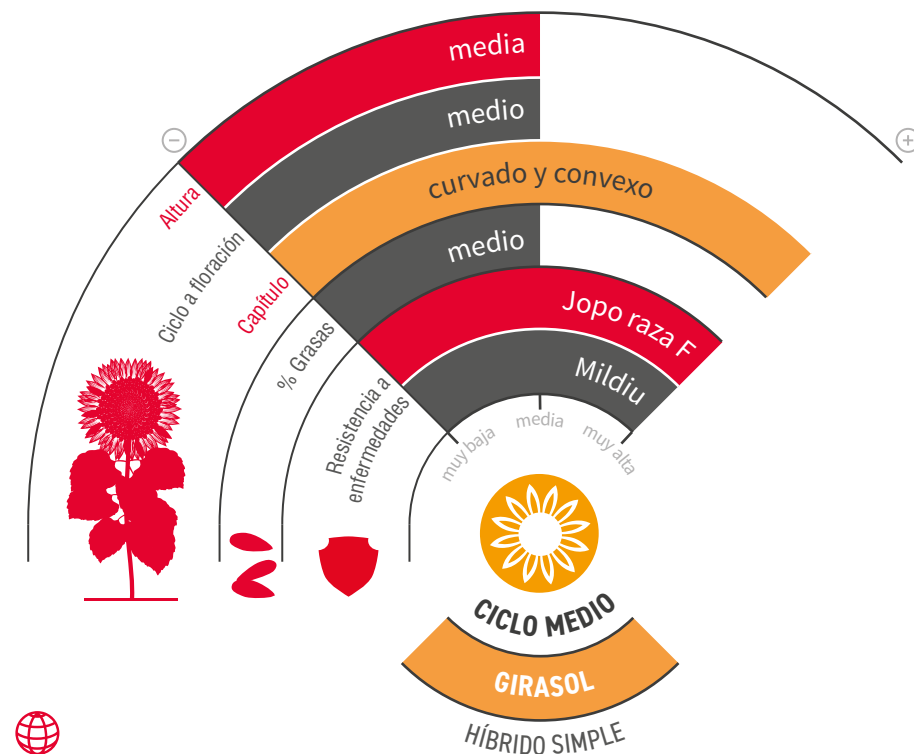 media
medio
curvado y convexo
medio
Jopo raza F
Mildiu
−
+
Altura
Ciclo a floración
Capítulo
% Grasas
Resistencia a
enfermedades
muy baja
media
muy alta
CICLO MEDIO
GIRASOL
HÍBRIDO SIMPLE